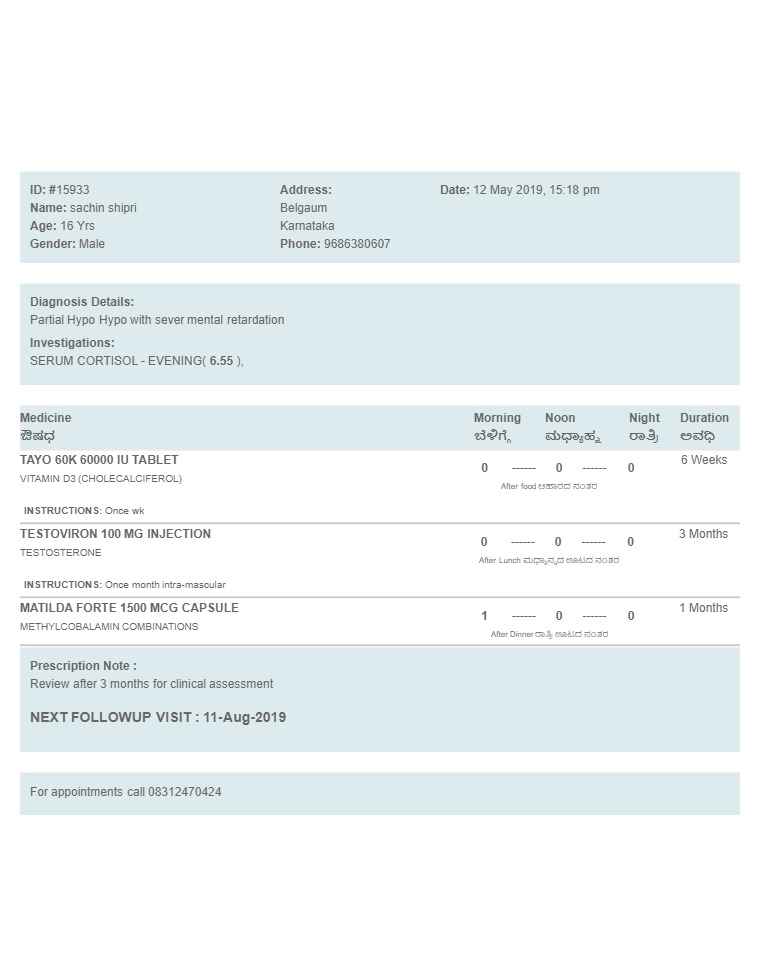 ID: #15933
Name: sachin shipri
Age: 16 Yrs
Gender: Male
Address:
Belgaum
Karnataka
Phone: 9686380607
Date: 12 May 2019, 15:18 pm
Diagnosis Details:
Partial Hypo Hypo with sever mental retardation
Investigations:
SERUM CORTISOL - EVENING( 6.55 ),
Medicine Morning Noon Night Duration
ಔಷಧ ಬೆಳಿಗ್ಗೆ ಮಧ್ಯಾಹ್ನ ರಾತ್ರಿ ಅವಧಿ
TAYO 60K 60000 IU TABLET 6 Weeks
0 ------ 0 ------ 0
VITAMIN D3 (CHOLECALCIFEROL)
After food ಆಹಾರದ ನಂತರ
INSTRUCTIONS: Once wk
TESTOVIRON 100 MG INJECTION 3 Months
0 ------ 0 ------ 0
TESTOSTERONE
After Lunch ಮಧ್ಯಾನ್ನದ ಊಟದ ನಂತರ
INSTRUCTIONS: Once month intra-mascular
MATILDA FORTE 1500 MCG CAPSULE 1 Months
1 ------ 0 ------ 0
METHYLCOBALAMIN COMBINATIONS
After Dinner ರಾತ್ರಿ ಊಟದ ನಂತರ
Prescription Note :
Review after 3 months for clinical assessment
NEXT FOLLOWUP VISIT : 11-Aug-2019
For appointments call 08312470424